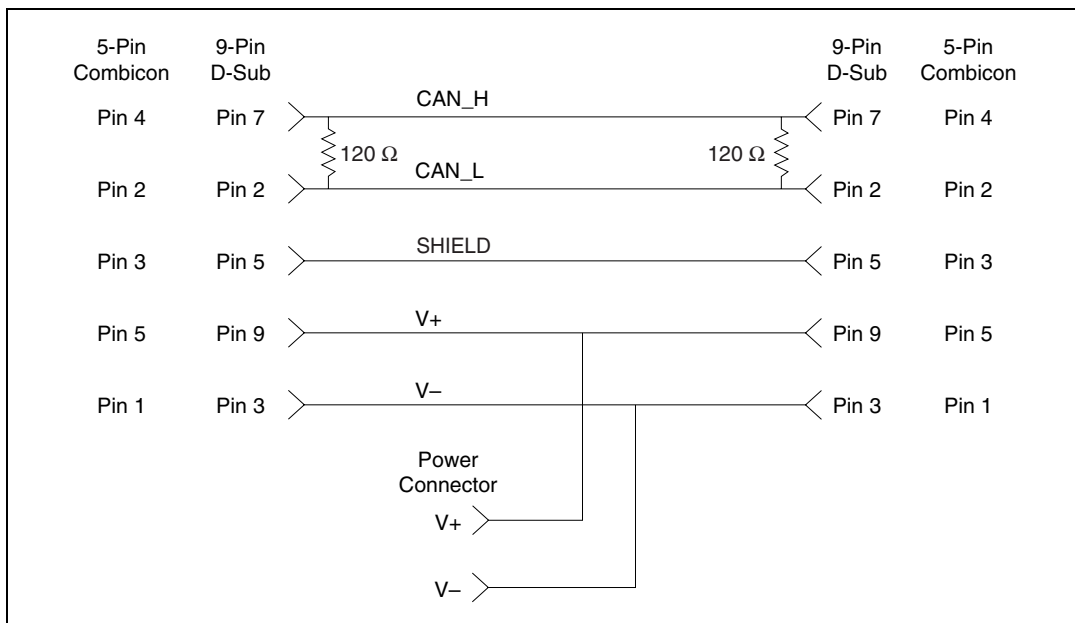 5-Pin Combicon 9-Pin D-Sub 9-Pin D-Sub 5-Pin Combicon
Pin 4 Pin 7 CAN_H Pin 7 Pin 4
120 Ω 120 Ω
Pin 2 Pin 2 CAN_L Pin 2 Pin 2
Pin 3 Pin 5 SHIELD Pin 5 Pin 3
Pin 5 Pin 9 V+ Pin 9 Pin 5
Pin 1 Pin 3 V– Pin 3 Pin 1
Power
Connector
V+
V–